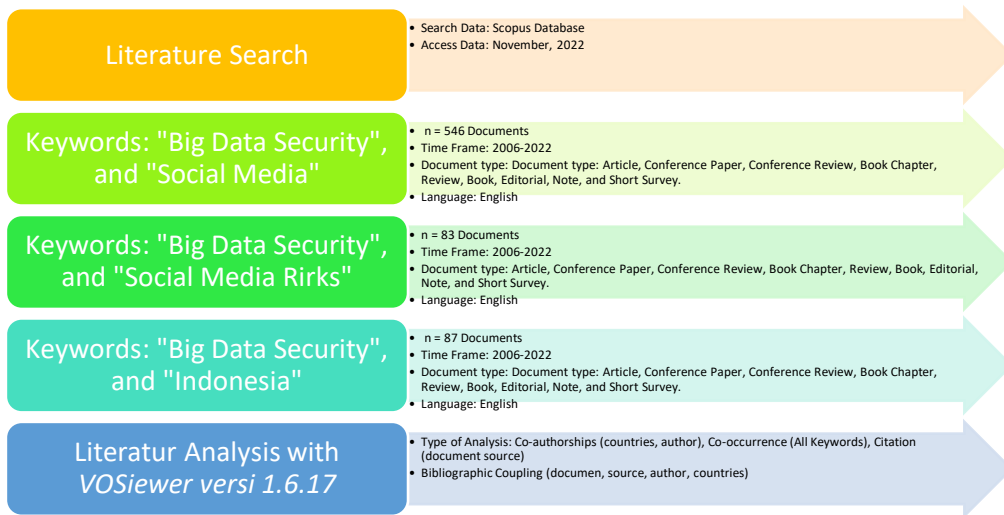 Literature Search
• Search Data: Scopus Database
• Access Data: November, 2022
Keywords: "Big Data Security",
and "Social Media"
• n = 546 Documents
• Time Frame: 2006-2022
• Document type: Document type: Article, Conference Paper, Conference Review, Book Chapter,
Review, Book, Editorial, Note, and Short Survey.
• Language: English
Keywords: "Big Data Security",
and "Social Media Rirks"
• n = 83 Documents
• Time Frame: 2006-2022
• Document type: Article, Conference Paper, Conference Review, Book Chapter, Review, Book, Editorial,
Note, and Short Survey.
• Language: English
Keywords: "Big Data Security",
and "Indonesia"
• n = 87 Documents
• Time Frame: 2006-2022
• Document type: Document type: Article, Conference Paper, Conference Review, Book Chapter,
Review, Book, Editorial, Note, and Short Survey.
• Language: English
Literatur Analysis with
VOSiewer versi 1.6.17
• Type of Analysis: Co-authorships (countries, author), Co-occurrence (All Keywords), Citation
(document source)
• Bibliographic Coupling (documen, source, author, countries)